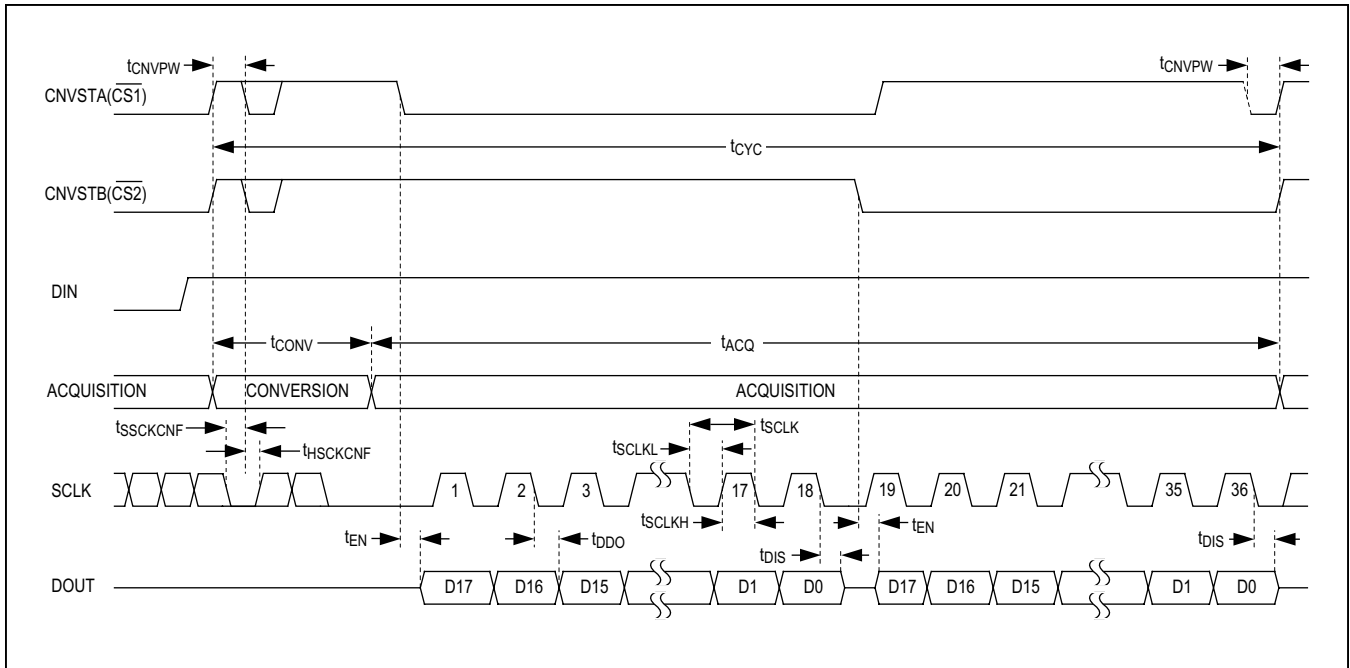 tCNVPW
tCNVPW
CNVSTA(CS1)
tCYC
CNVSTB(CS2)
DIN
tCONV
tACQ
ACQUISITION
CONVERSION
ACQUISITION
tSSCKCNF
tHSCKCNF
tSCLK
tSCLKL
SCLK
1 2 3 17 18 19 20 21 35 36
tSCLKH
tEN
tDDO
tDIS
tEN
tDIS
DOUT
D17 D16 D15 D1 D0 D17 D16 D15 D1 D0